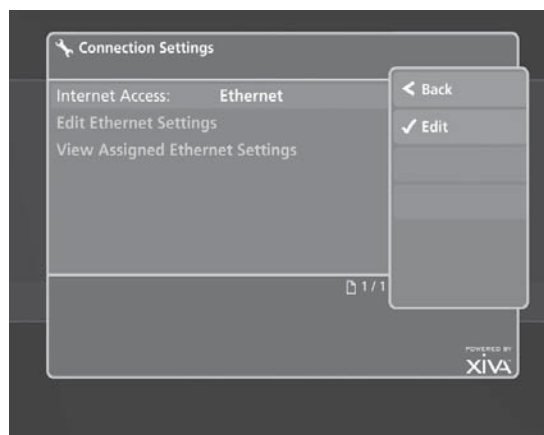 Connection Settings
Internet Access: Ethernet
Edit Ethernet Settings
View Assigned Ethernet Settings
< Back
✓ Edit
1 / 1
POWERED BY
XiVA